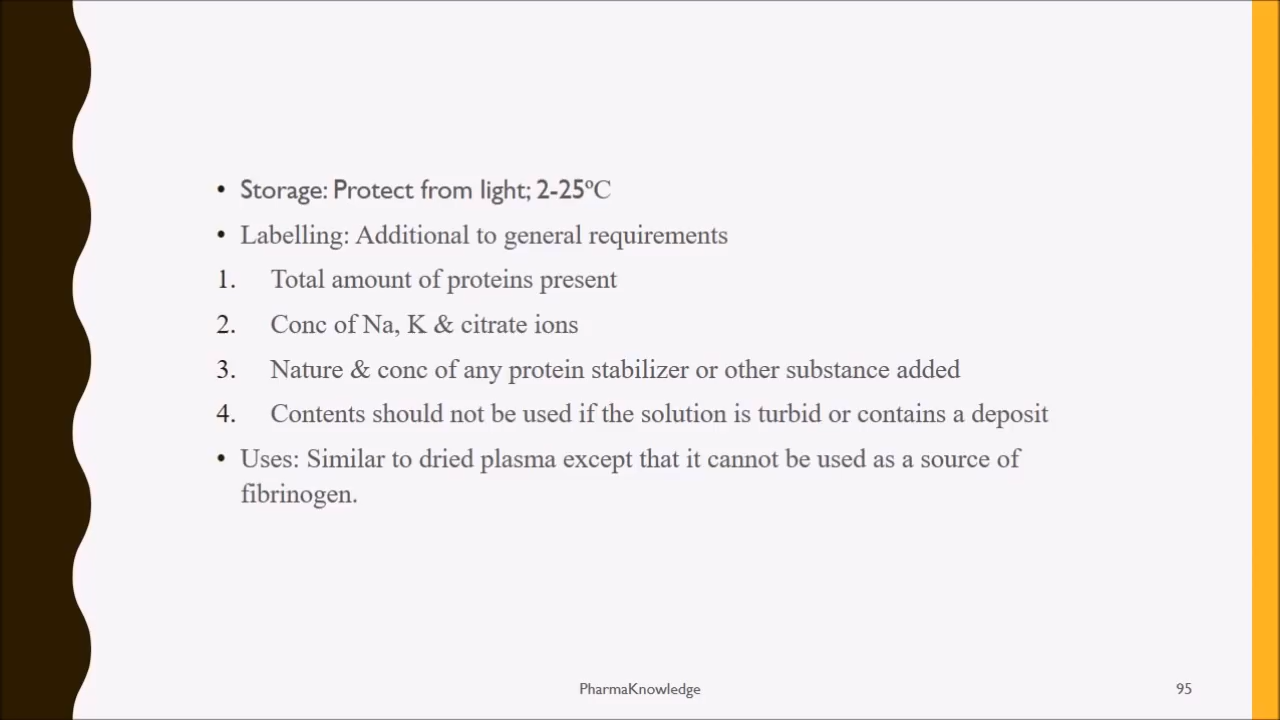 • Storage: Protect from light; 2-25ºC
• Labelling: Additional to general requirements
1. Total amount of proteins present
2. Conc of Na, K & citrate ions
3. Nature & conc of any protein stabilizer or other substance added
4. Contents should not be used if the solution is turbid or contains a deposit
• Uses: Similar to dried plasma except that it cannot be used as a source of
fibrinogen.
PharmaKnowledge
95